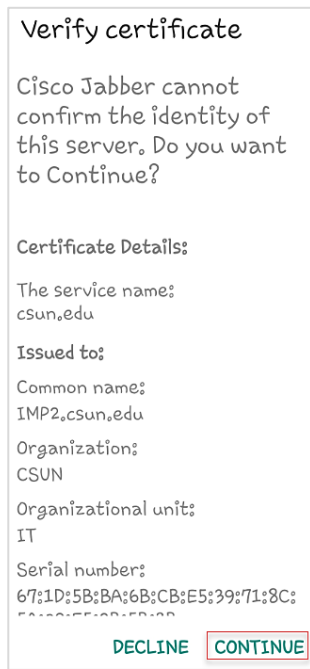 Verify certificate
Cisco Jabber cannot
confirm the identity of
this server. Do you want
to Continue?
Certificate Details:
The service name:
csun.edu
Issued to:
Common name:
IMP2.csun.edu
Organization:
CSUN
Organizational unit:
IT
Serial number:
67:1D:5B:BA:6B:CB:E5:39:71:8C:
DECLINE CONTINUE